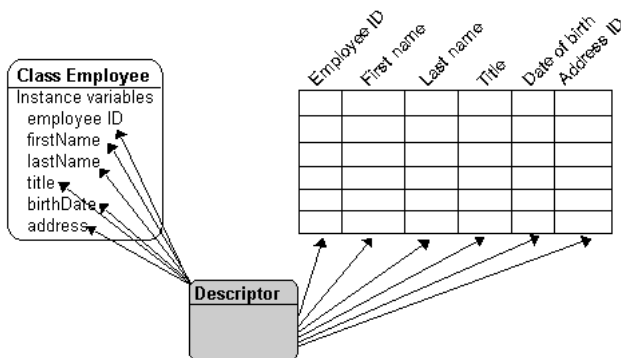 Class Employee
Instance variables
employee ID
firstName
lastName
title
birthDate
address
Employee ID
First name
Last name
Title
Date of birth
Address ID
Descriptor